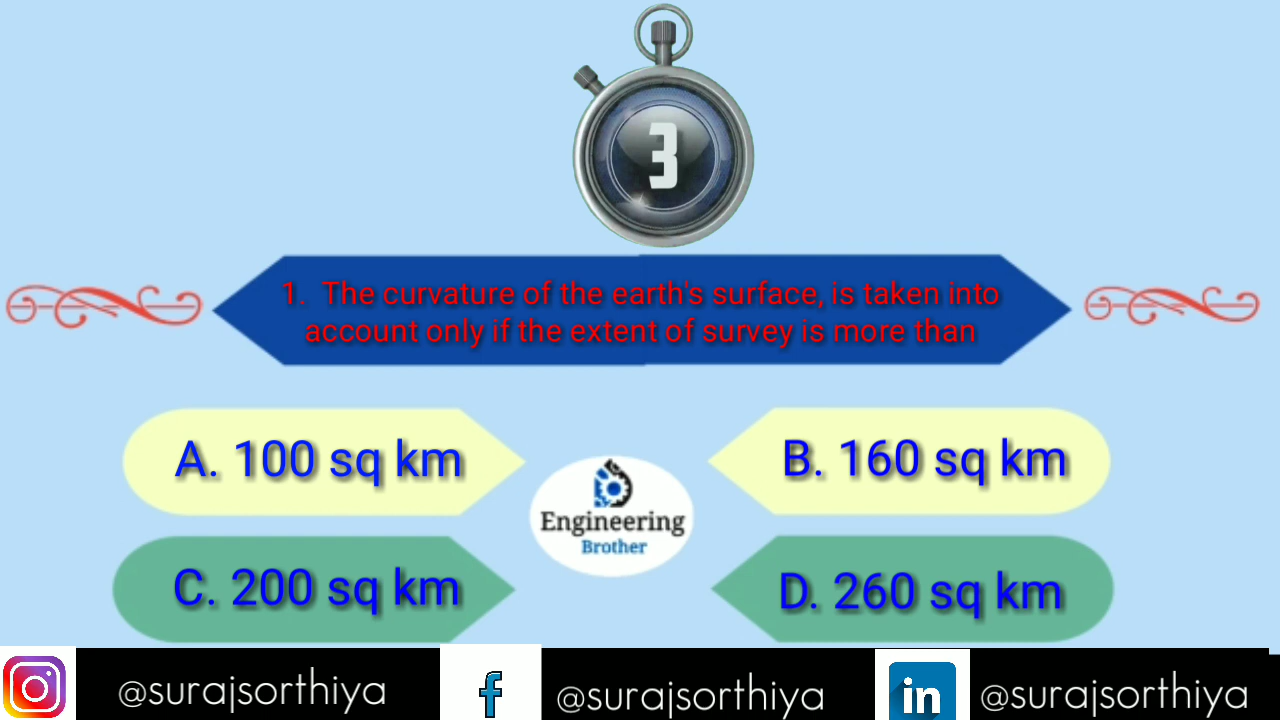 3
1. The curvature of the earth's surface, is taken into
account only if the extent of survey is more than
A. 100 sq km
B. 160 sq km
Engineering
Brother
C. 200 sq km
D. 260 sq km
@surajsorthiya
f
@surajsorthiya
in
@surajsorthiya